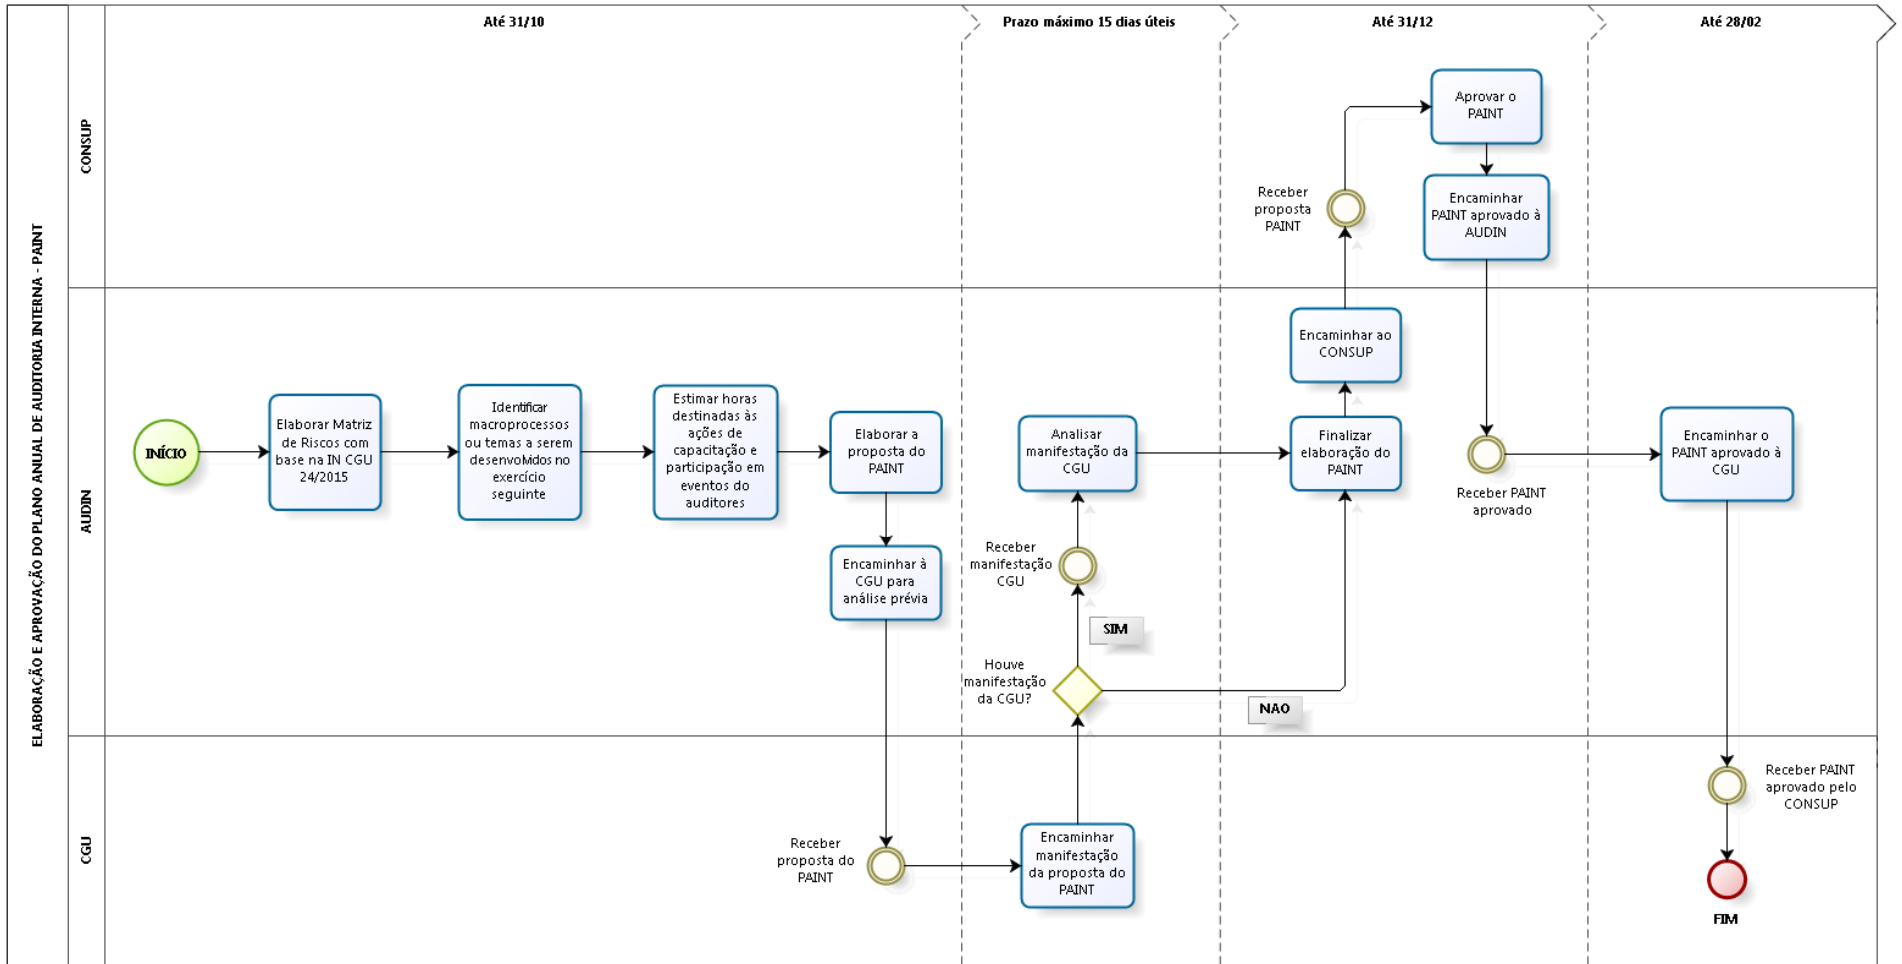 Até 31/10
Prazo máximo 15 dias úteis
Até 31/12
Até 28/02
ELABORAÇÃO E APROVAÇÃO DO PLANO ANUAL DE AUDITORIA INTERNA - PAINT
CONSUP
Aprovar o
PAINT
Receber
proposta
PAINT
Encaminhar
PAINT aprovado à
AUDIN
AUDIN
INÍCIO
Elaborar Matriz
de Riscos com
base na IN CGU
24/2015
Identificar
macroprocessos
ou temas a serem
desenvolvidos no
exercício
seguinte
Estimar horas
destinadas às
ações de
capacitação e
participação em
eventos do
auditores
Elaborar a
proposta do
PAINT
Encaminhar à
CGU para
análise prévia
Analisar
manifestação da
CGU
Receber
manifestação
CGU
SIM
Houve
manifestação
da CGU?
NAO
Encaminhar ao
CONSUP
Finalizar
elaboração do
PAINT
Receber PAINT
aprovado
Encaminhar o
PAINT aprovado à
CGU
CGU
Receber
proposta do
PAINT
Encaminhar
manifestação
da proposta do
PAINT
Receber PAINT
aprovado pelo
CONSUP
FIM